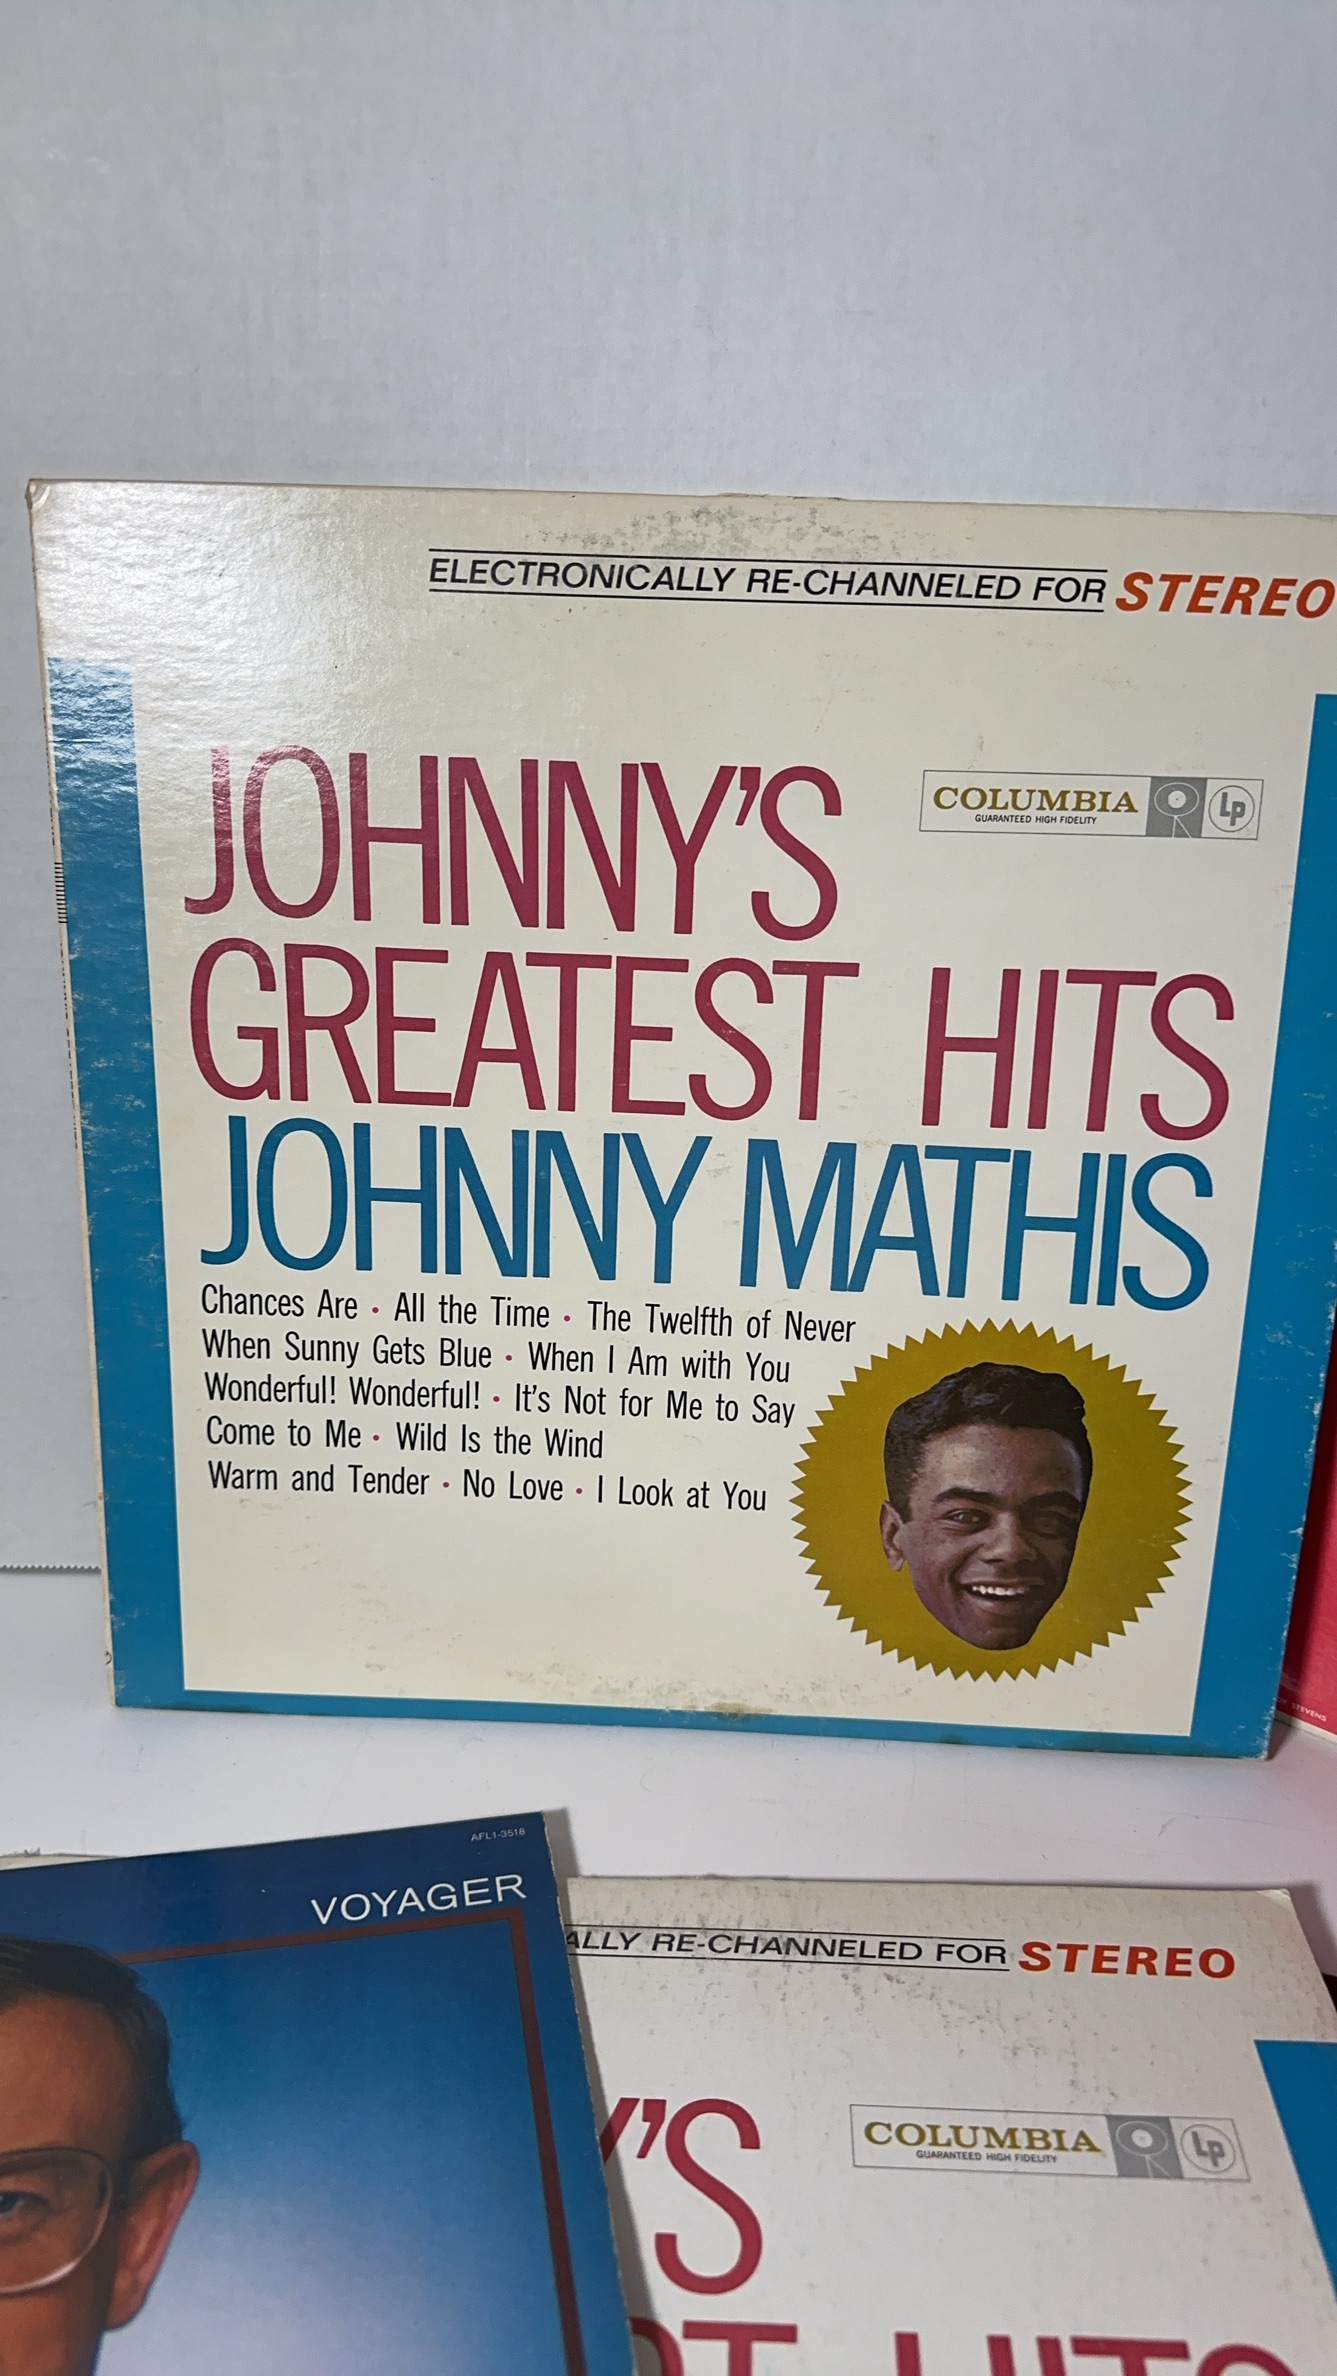 ELECTRONICALLY RE-CHANNELED FOR STEREO
COLUMBIA LP
GUARANTEED HIGH FIDELITY
JOHNNY'S
GREATEST HITS
JOHNNY MATHIS
Chances Are • All the Time • The Twelfth of Never
When Sunny Gets Blue • When I Am with You
Wonderful! Wonderful! • It's Not for Me to Say
Come to Me • Wild Is the Wind
Warm and Tender • No Love • I Look at You
STEVENS
AFL1-3518
VOYAGER
ALLY RE-CHANNELED FOR STEREO
COLUMBIA LP
GUARANTEED HIGH FIDELITY
Y'S
ST HITS